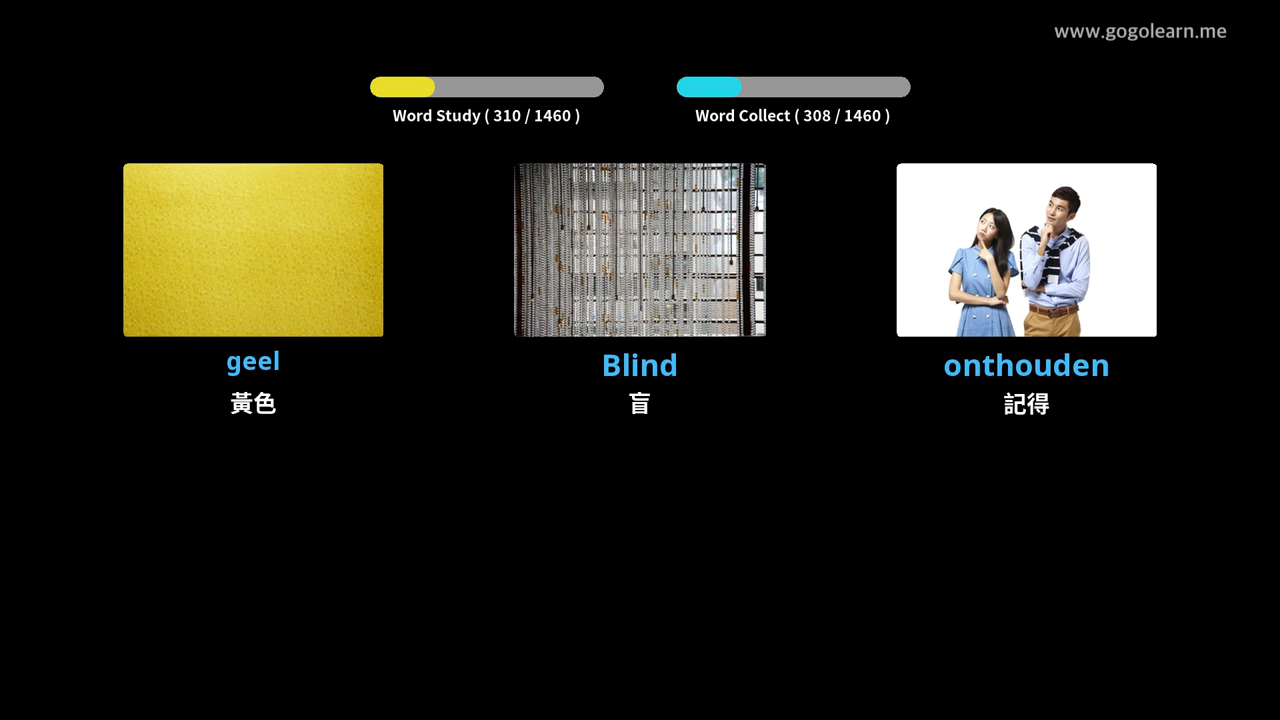 www.gogolearn.me
Word Study ( 310 / 1460 )
Word Collect ( 308 / 1460 )
geel
Blind
onthouden
黃色
盲
記得